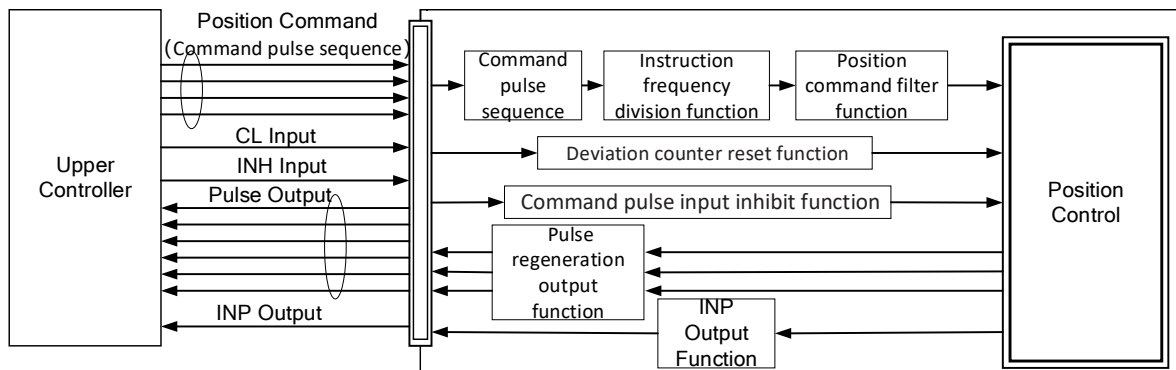 Position Command
(Command pulse sequence)
CL Input
INH Input
Pulse Output
INP Output
Upper
Controller
Command
pulse
sequence
Instruction
frequency
division function
Position
command filter
function
Deviation counter reset function
Command pulse input inhibit function
Pulse
regeneration
output
function
INP
Output
Function
Position
Control